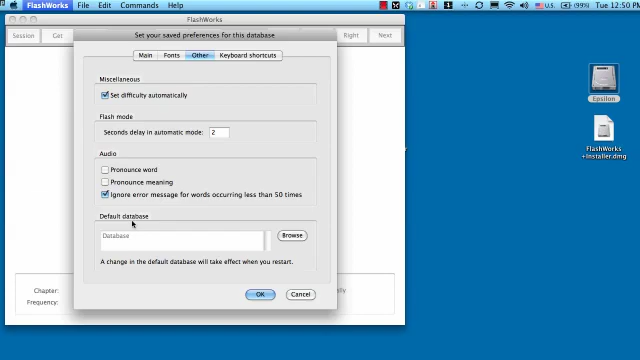 FlashWorks File Edit Commands Help
U.S. (99%) Tue 12:50 PM
FlashWorks
Session Get Right Next
Set your saved preferences for this database
Main Fonts Other Keyboard shortcuts
Miscellaneous
Set difficulty automatically
Flash mode
Seconds delay in automatic mode: 2
Audio
Pronounce word
Pronounce meaning
Ignore error message for words occurring less than 50 times
Default database
Database
Browse
A change in the default database will take effect when you restart.
Chapter:
Frequency:
OK Cancel
Epsilon
FlashWorks
+Installer.dmg